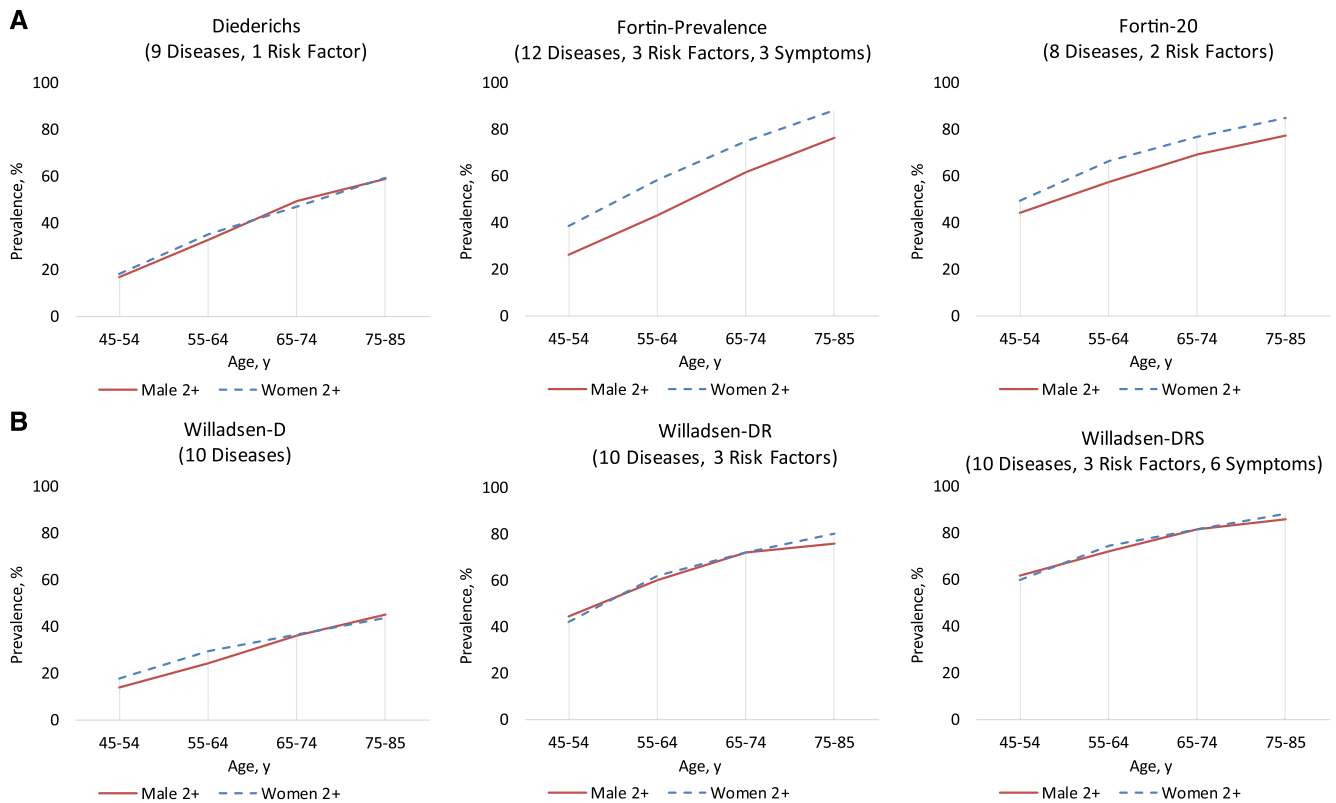 A
Diederichs
(9 Diseases, 1 Risk Factor)
100
80
60
40
20
0
Prevalence, %
45-54 55-64 65-74 75-85
Age, y
Male 2+ Women 2+
Fortin-Prevalence
(12 Diseases, 3 Risk Factors, 3 Symptoms)
100
80
60
40
20
0
Prevalence, %
45-54 55-64 65-74 75-85
Age, y
Male 2+ Women 2+
Fortin-20
(8 Diseases, 2 Risk Factors)
100
80
60
40
20
0
Prevalence, %
45-54 55-64 65-74 75-85
Age, y
Male 2+ Women 2+
B
Willadsen-D
(10 Diseases)
100
80
60
40
20
0
Prevalence, %
45-54 55-64 65-74 75-85
Age, y
Male 2+ Women 2+
Willadsen-DR
(10 Diseases, 3 Risk Factors)
100
80
60
40
20
0
Prevalence, %
45-54 55-64 65-74 75-85
Age, y
Male 2+ Women 2+
Willadsen-DRS
(10 Diseases, 3 Risk Factors, 6 Symptoms)
100
80
60
40
20
0
Prevalence, %
45-54 55-64 65-74 75-85
Age, y
Male 2+ Women 2+